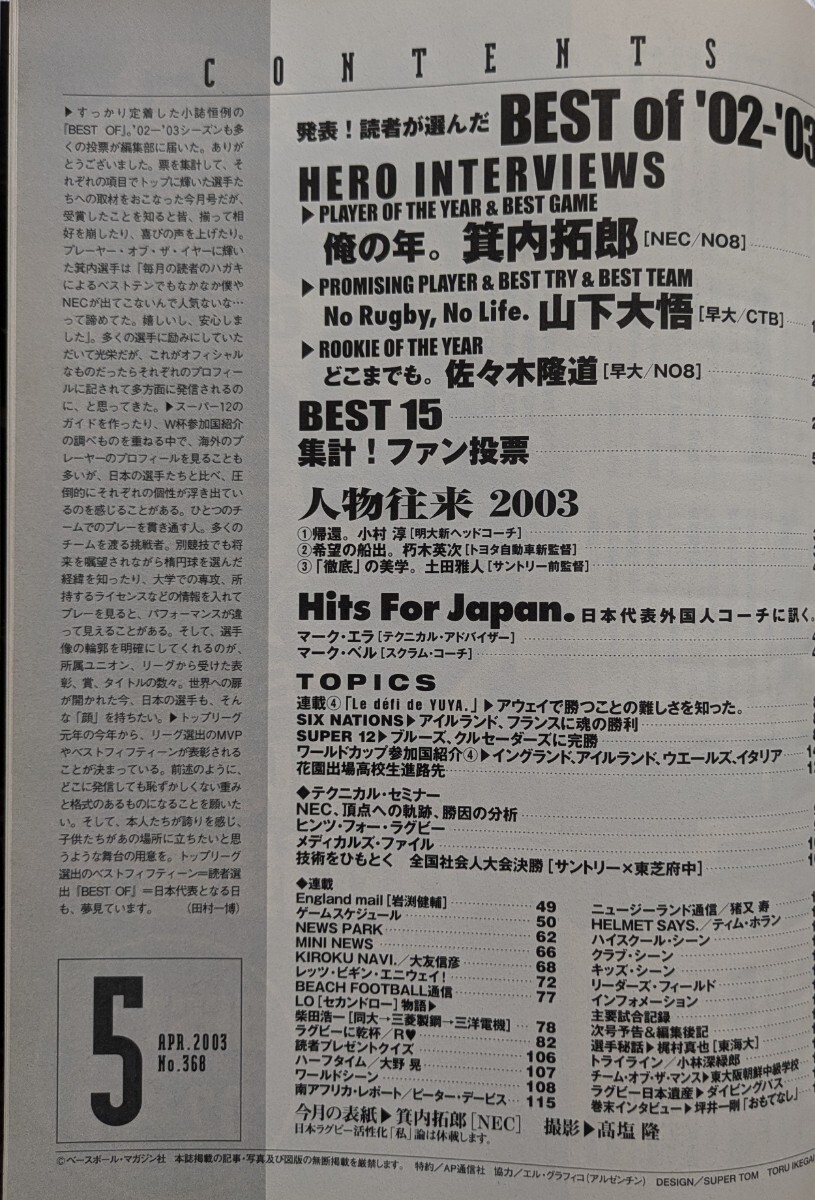 CONTENTS
▶すっかり定着した小誌恒例の
『BEST OF』。'02―'03シーズンも多
くの投票が編集部に届いた。ありが
とうございました。票を集計して、そ
れぞれの項目でトップに輝いた選手た
ちへの取材をおこなった今月号だが、
受賞したことを知ると皆、揃って相
好を崩したり、喜びの声を上げたり。
プレーヤー・オブ・ザ・イヤーに輝い
た箕内選手は「毎月の読者のハガキ
によるベストテンでもなかなか僕や
NECが出てこないんで人気ないな…
って諦めてた。嬉しいし、安心しま
した」。多くの選手に励みにしていた
だいて光栄だが、これがオフィシャル
なものだったらそれぞれのプロフィー
ルに記されて多方面に発信されるの
に、と思ってきた。▶スーパー12の
ガイドを作ったり、W杯参加国紹介
の調べものを重ねる中で、海外のプ
レーヤーのプロフィールを見ることも
多いが、日本の選手たちと比べ、圧
倒的にそれぞれの個性が浮き出ている
のを感じることがある。ひとつのチ
ームでのプレーを貫き通す人。多くの
チームを渡る挑戦者。別競技でも将
来を嘱望されながら楕円球を選んだ
経緯を知ったり、大学での専攻、所
持するライセンスなどの情報を入れて
プレーを見ると、パフォーマンスが違
って見えることがある。そして、選手
像の輪郭を明確にしてくれるのが、
所属ユニオン、リーグから受けた表
彰、賞、タイトルの数々。世界への扉
が開かれた今、日本の選手も、そん
な「顔」を持ちたい。▶トップリーグ
元年の今年から、リーグ選出のMVP
やベストフィフティーンが表彰される
ことが決まっている。前述のように、
どこに発信しても恥ずかしくない重み
と格式のあるものになることを願いた
い。そして、本人たちが誇りを感じ、
子供たちがあの場所に立ちたいと思
うような舞台の用意を。トップリーグ
選出のベストフィフティーン=読者選
出『BEST OF』=日本代表となる日
も、夢見ています。 (田村一博)
5
APR.2003
No.368
発表!読者が選んだ BEST of '02-'03
HERO INTERVIEWS
▶PLAYER OF THE YEAR & BEST GAME
俺の年。箕内拓郎[NEC/NO8]
▶PROMISING PLAYER & BEST TRY & BEST TEAM
No Rugby, No Life. 山下大悟[早大/CTB]
▶ROOKIE OF THE YEAR
どこまでも。佐々木隆道[早大/NO8]
BEST 15
集計!ファン投票
人物往来 2003
①帰還。小村 淳[明大新ヘッドコーチ]
②希望の船出。朽木英次[トヨタ自動車新監督]
③「徹底」の美学。土田雅人[サントリー前監督]
Hits For Japan. 日本代表外国人コーチに訊く。
マーク・エラ[テクニカル・アドバイザー]
マーク・ベル[スクラム・コーチ]
TOPICS
連載④「Le défi de YUYA.」▶アウェイで勝つことの難しさを知った。
SIX NATIONS▶アイルランド、フランスに魂の勝利
SUPER 12▶ブルーズ、クルセーダーズに完勝
ワールドカップ参加国紹介④▶イングランド、アイルランド、ウエールズ、イタリア
花園出場高校生進路先
◆テクニカル・セミナー
NEC、頂点への軌跡、勝因の分析
ヒンツ・フォー・ラグビー
メディカルズ・ファイル
技術をひもとく 全国社会人大会決勝[サントリー×東芝府中]
◆連載
England mail[岩渕健輔] 49
ゲームスケジュール 50
NEWS PARK 62
MINI NEWS 66
KIROKU NAVI./大友信彦 68
レッツ・ビギン・エニウェイ! 72
BEACH FOOTBALL通信 77
LO[セカンドロー]物語▶
柴田浩一[同大→三菱製鋼→三洋電機] 78
ラグビーに乾杯/R♥ 82
読者プレゼントクイズ 106
ハーフタイム/大野 晃 107
ワールドシーン 108
南アフリカ・レポート/ピーター・デービス 115
ニュージーランド通信/猪又 寿
HELMET SAYS./ティム・ホラン
ハイスクール・シーン
クラブ・シーン
キッズ・シーン
リーダーズ・フィールド
インフォメーション
主要試合記録
次号予告&編集後記
選手秘話▶梶村真也[東海大]
トライライン/小林深緑郎
チーム・オブ・ザ・マンス▶東大阪朝鮮中級学校
ラグビー日本遺産▶ダイビングパス
巻末インタビュー▶坪井一剛「おもてなし」
今月の表紙▶箕内拓郎[NEC] 撮影▶高塩 隆
日本ラグビー活性化「私」論は休載します。
©ベースボール・マガジン社 本誌掲載の記事・写真及び図版の無断掲載を厳禁します。 特約/AP通信社 協力/エル・グラフィコ(アルゼンチン) DESIGN/SUPER TOM TORU IKEGA